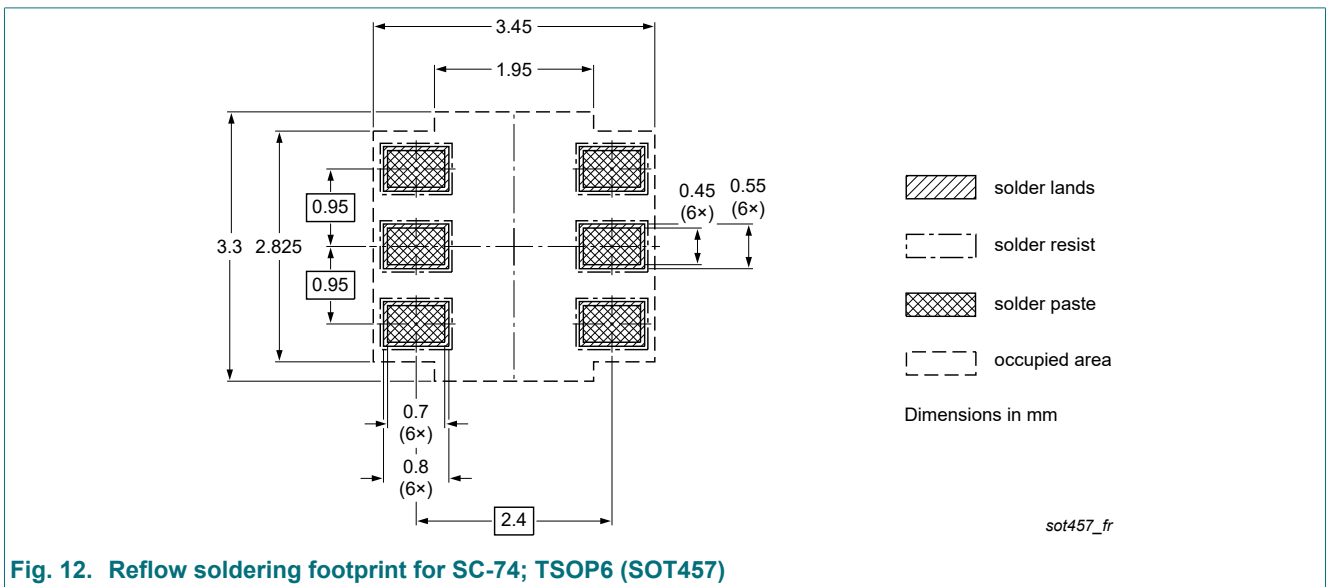 3.45
1.95
0.45
(6×)
0.55
(6×)
0.95
3.3
2.825
0.95
0.7
(6×)
0.8
(6×)
2.4
solder lands
solder resist
solder paste
occupied area
Dimensions in mm
sot457_fr
Fig. 12. Reflow soldering footprint for SC-74; TSOP6 (SOT457)